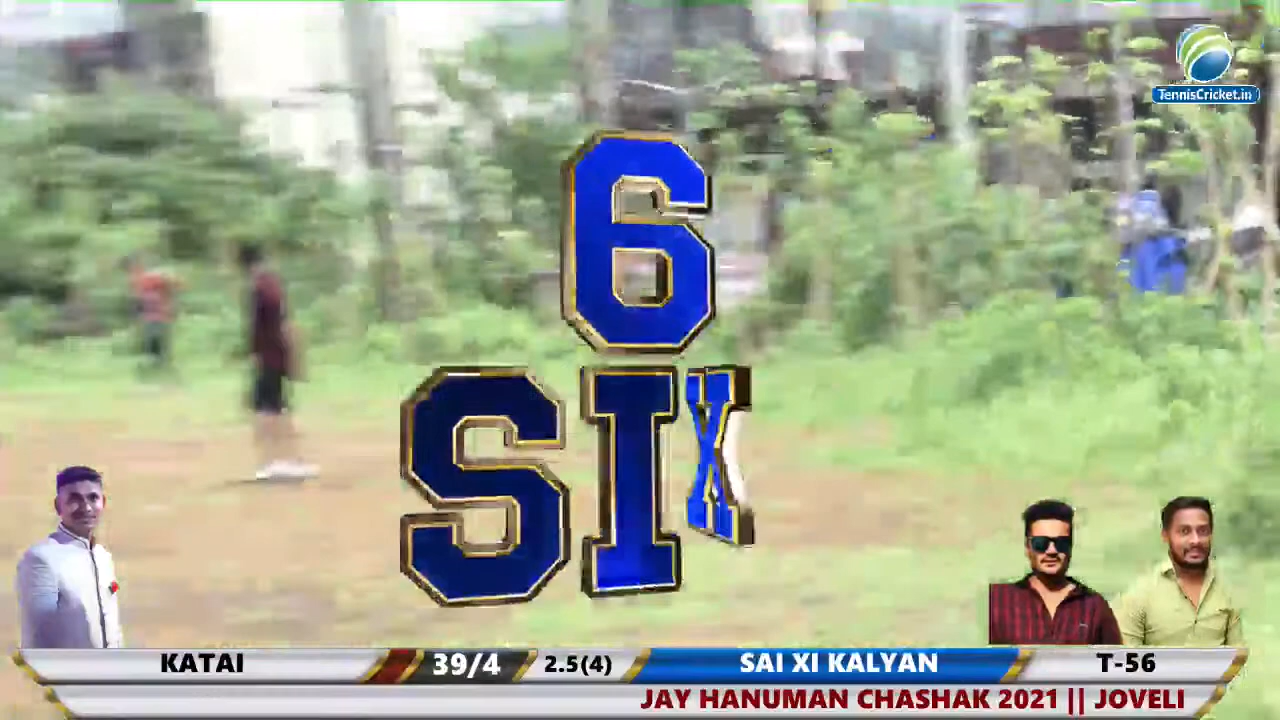 TennisCricket.in
6
SIX
KATAI 39/4 2.5(4) SAI XI KALYAN T-56
JAY HANUMAN CHASHAK 2021 || JOVELI